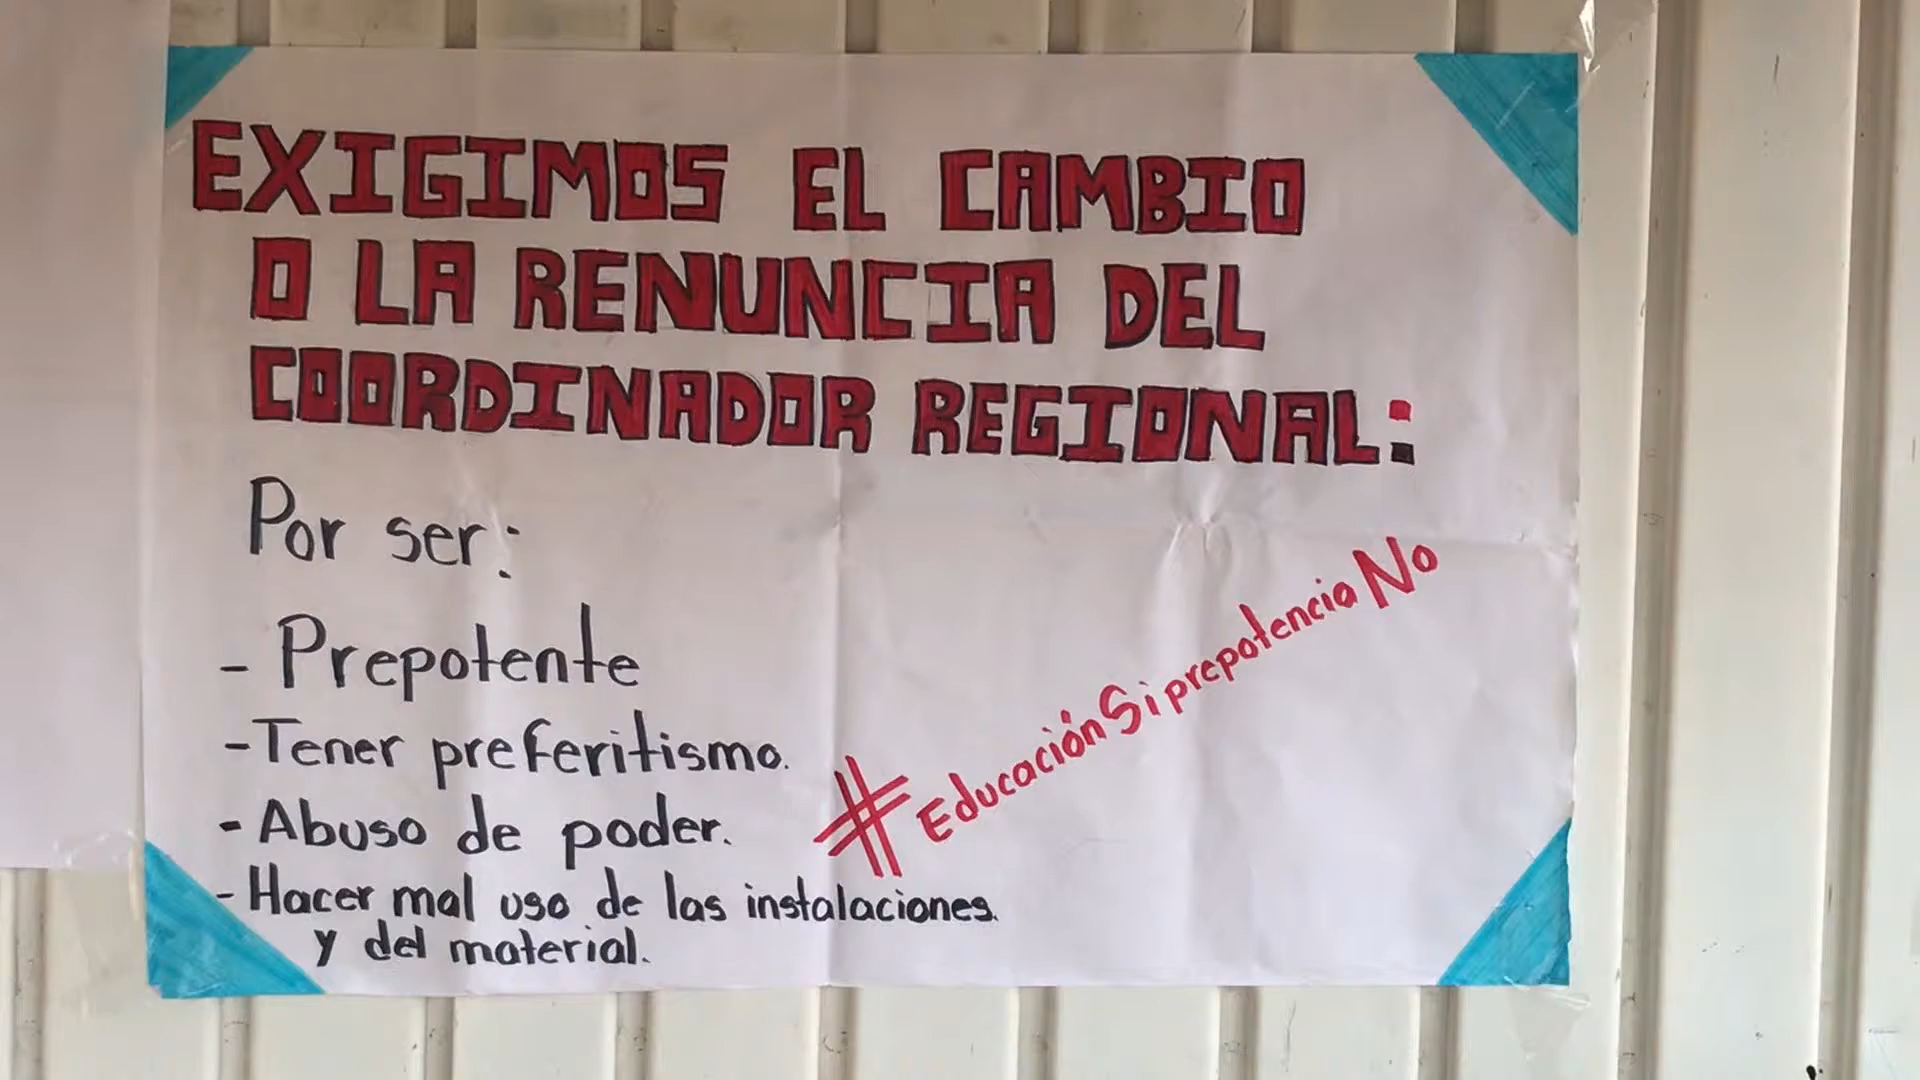 EXIGIMOS EL CAMBIO
O LA RENUNCIA DEL
COORDINADOR REGIONAL:
Por ser:
- Prepotente
- Tener preferitismo.
- Abuso de poder.
#EducaciónSiprepotenciaNo
- Hacer mal uso de las instalaciones.
y del material.